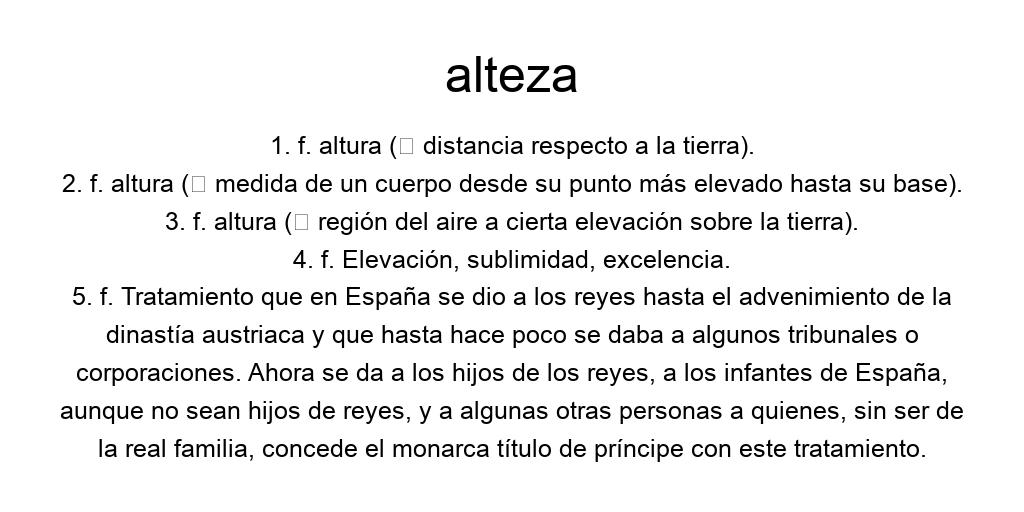 alteza
1. f. altura (▯ distancia respecto a la tierra).
2. f. altura (▯ medida de un cuerpo desde su punto más elevado hasta su base).
3. f. altura (▯ región del aire a cierta elevación sobre la tierra).
4. f. Elevación, sublimidad, excelencia.
5. f. Tratamiento que en España se dio a los reyes hasta el advenimiento de la
dinastía austriaca y que hasta hace poco se daba a algunos tribunales o
corporaciones. Ahora se da a los hijos de los reyes, a los infantes de España,
aunque no sean hijos de reyes, y a algunas otras personas a quienes, sin ser de
la real familia, concede el monarca título de príncipe con este tratamiento.